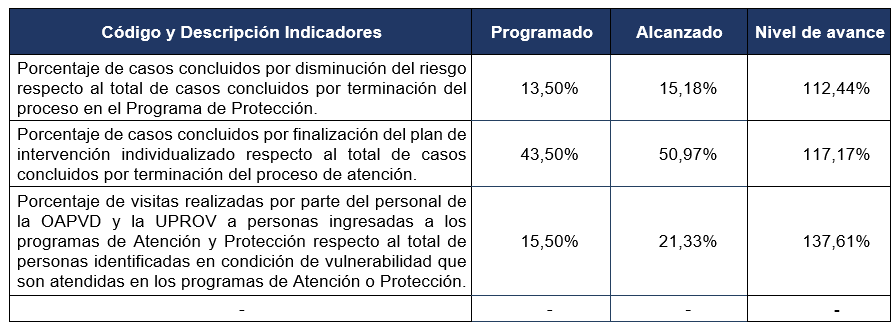 Código y Descripción Indicadores Programado Alcanzado Nivel de avance
Porcentaje de casos concluidos por disminución del riesgo
respecto al total de casos concluidos por terminación del
proceso en el Programa de Protección.
13,50% 15,18% 112,44%
Porcentaje de casos concluidos por finalización del plan de
intervención individualizado respecto al total de casos
concluidos por terminación del proceso de atención.
43,50% 50,97% 117,17%
Porcentaje de visitas realizadas por parte del personal de
la OAPVD y la UPROV a personas ingresadas a los
programas de Atención y Protección respecto al total de
personas identificadas en condición de vulnerabilidad que
son atendidas en los programas de Atención o Protección.
15,50% 21,33% 137,61%
- - - -